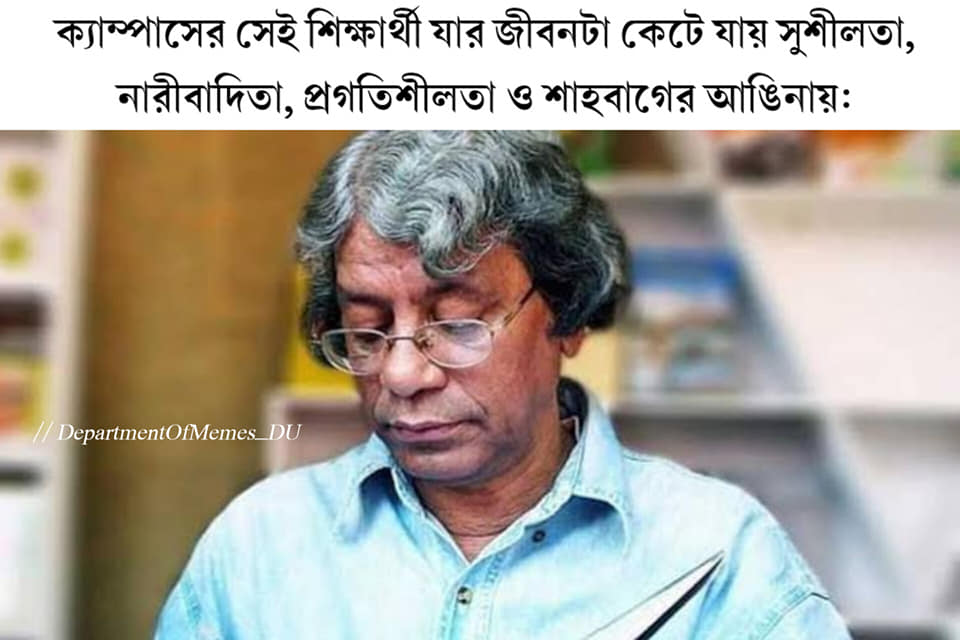 ক্যাম্পাসের সেই শিক্ষার্থী যার জীবনটা কেটে যায় সুশীলতা,
নারীবাদিতা, প্রগতিশীলতা ও শাহবাগের আঙিনায়:
// DepartmentOfMemes_DU